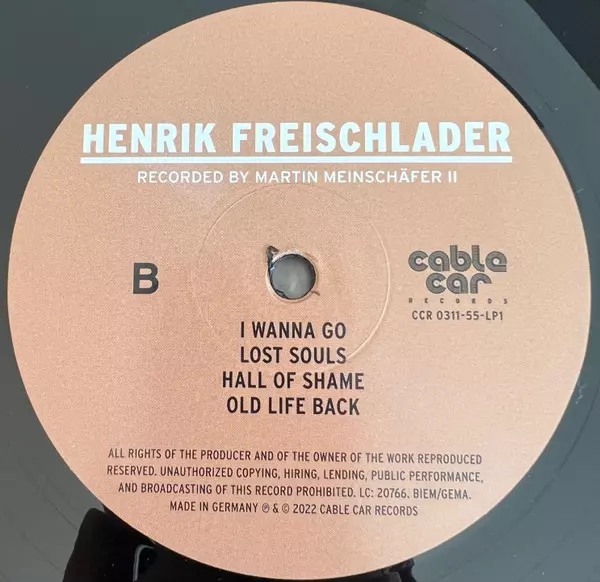 HENRIK FREISCHLADER
RECORDED BY MARTIN MEINSCHÄFER II
B
cable
car
RECORDS
CCR 0311-55-LP1
I WANNA GO
LOST SOULS
HALL OF SHAME
OLD LIFE BACK
ALL RIGHTS OF THE PRODUCER AND OF THE OWNER OF THE WORK REPRODUCED
RESERVED. UNAUTHORIZED COPYING, HIRING, LENDING, PUBLIC PERFORMANCE,
AND BROADCASTING OF THIS RECORD PROHIBITED. LC: 20766. BIEM/GEMA.
MADE IN GERMANY ℗ & © 2022 CABLE CAR RECORDS